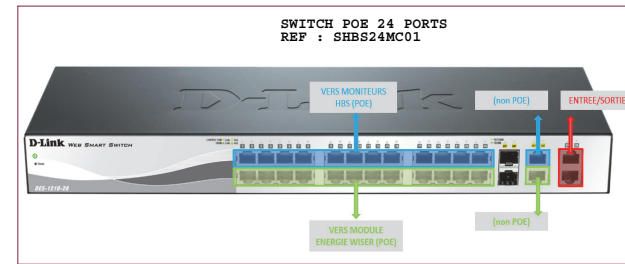 SWITCH POE 24 PORTS
REF : SHBS24MC01
D-Link
VERS MONITEURS
HBS (POE)
(non POE)
ENTREE/SORTIE
D-Link WEB SMART SWITCH
DES-1210-28
VERS MODULE
ENERGIE WISER (POE)
(non POE)